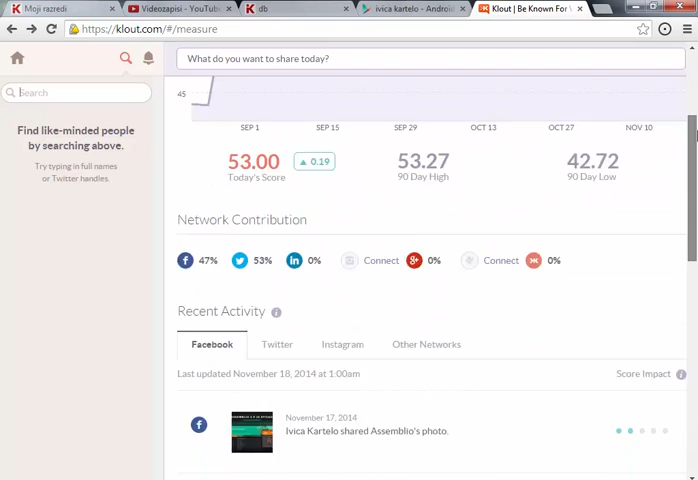 Moji razredi
Videozapisi - YouTube
db
ivica kartelo - Android
Klout | Be Known For
https://klout.com/#/measure
What do you want to share today?
Search
Find like-minded people
by searching above.
Try typing in full names
or Twitter handles.
45
SEP 1
SEP 15
SEP 29
OCT 13
OCT 27
NOV 10
53.00
0.19
53.27
42.72
Today's Score
90 Day High
90 Day Low
Network Contribution
47%
53%
0%
Connect
0%
Connect
0%
Recent Activity
Facebook
Twitter
Instagram
Other Networks
Last updated November 18, 2014 at 1:00am
Score Impact
November 17, 2014
Ivica Kartelo shared Assemblio's photo.